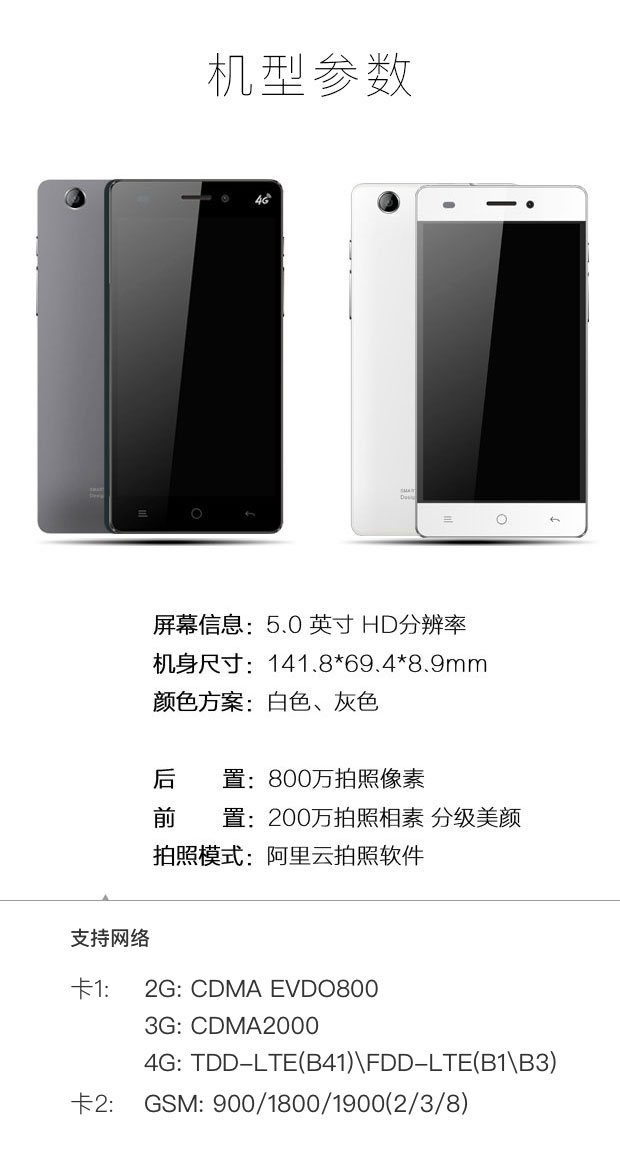 机型参数
4G
SMART
Desig
SMART
Desig
屏幕信息：5.0 英寸 HD分辨率
机身尺寸：141.8*69.4*8.9mm
颜色方案：白色、灰色
后 置：800万拍照像素
前 置：200万拍照相素 分级美颜
拍照模式：阿里云拍照软件
支持网络
卡1: 2G: CDMA EVDO800
3G: CDMA2000
4G: TDD-LTE(B41)\FDD-LTE(B1\B3)
卡2: GSM: 900/1800/1900(2/3/8)